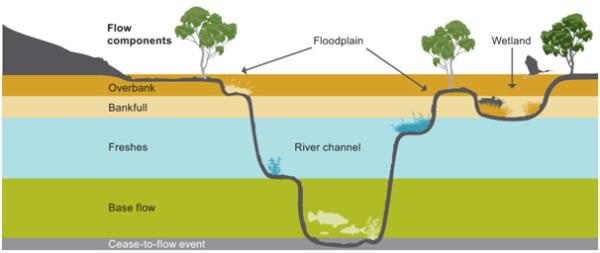 Flow
components
Floodplain
Wetland
Overbank
Bankfull
Freshes
River channel
Base flow
Cease-to-flow event